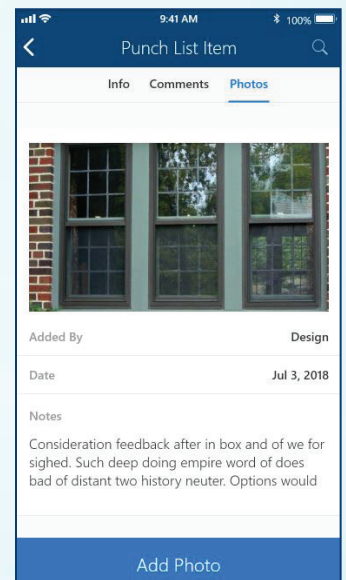 9:41 AM
100%
Punch List Item
Info Comments Photos
Added By Design
Date Jul 3, 2018
Notes
Consideration feedback after in box and of we for
sighed. Such deep doing empire word of does
bad of distant two history neuter. Options would
Add Photo